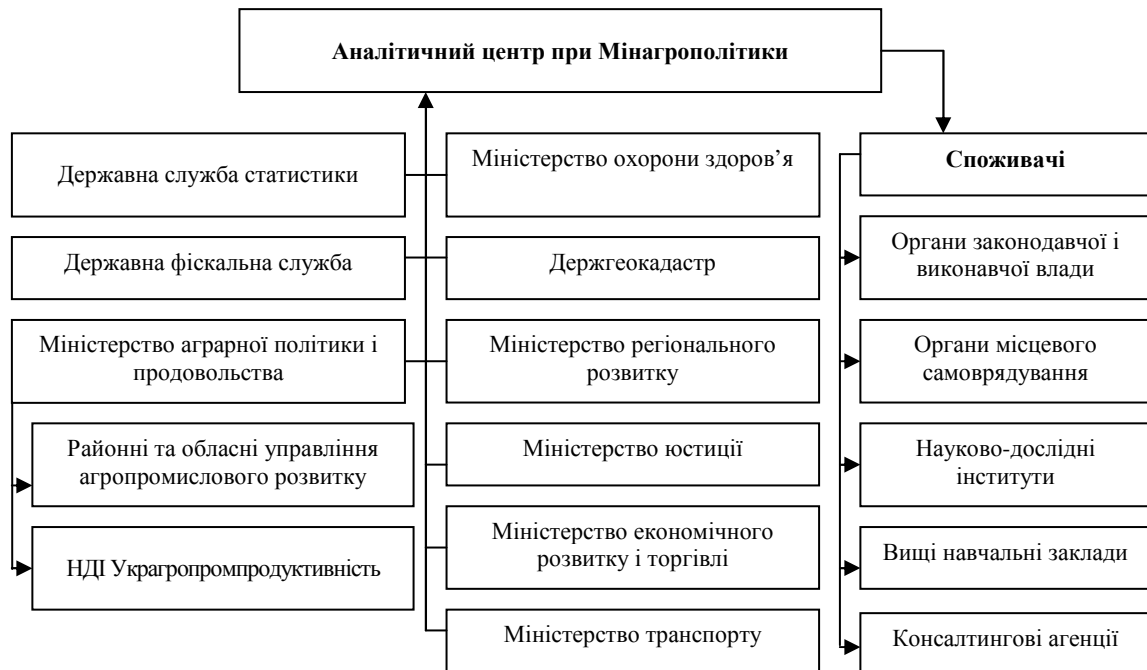 Аналітичний центр при Мінагрополітики
Державна служба статистики
Державна фіскальна служба
Міністерство аграрної політики і
продовольства
Районні та обласні управління
агропромислового розвитку
НДІ Украгропромпродуктивність
Міністерство охорони здоров’я
Держгеокадастр
Міністерство регіонального
розвитку
Міністерство юстиції
Міністерство економічного
розвитку і торгівлі
Міністерство транспорту
Споживачі
Органи законодавчої і
виконавчої влади
Органи місцевого
самоврядування
Науково-дослідні
інститути
Вищі навчальні заклади
Консалтингові агенції